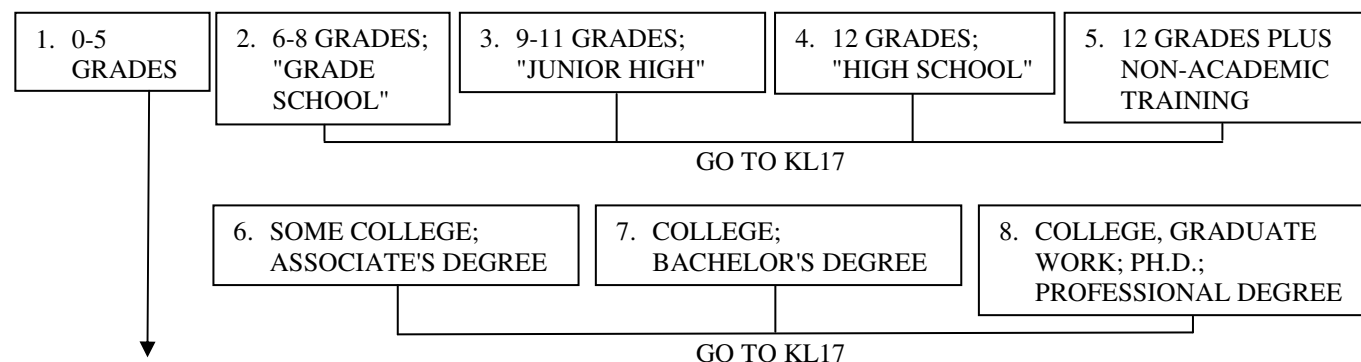 1. 0-5
GRADES
2. 6-8 GRADES;
"GRADE
SCHOOL"
3. 9-11 GRADES;
"JUNIOR HIGH"
4. 12 GRADES;
"HIGH SCHOOL"
5. 12 GRADES PLUS
NON-ACADEMIC
TRAINING
GO TO KL17
6. SOME COLLEGE;
ASSOCIATE'S DEGREE
7. COLLEGE;
BACHELOR'S DEGREE
8. COLLEGE, GRADUATE
WORK; PH.D.;
PROFESSIONAL DEGREE
GO TO KL17